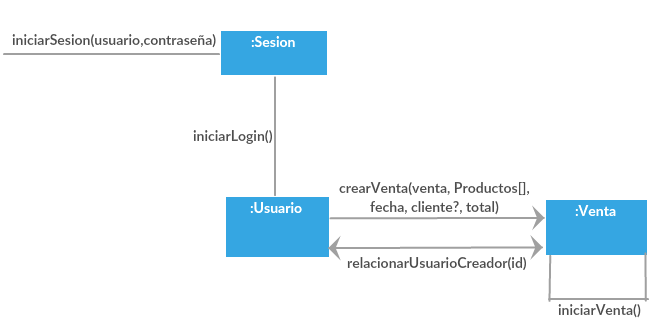 iniciarSesion(usuario,contraseña)
:Sesion
iniciarLogin()
:Usuario
crearVenta(venta, Productos[],
fecha, cliente?, total)
:Venta
relacionarUsuarioCreador(id)
iniciarVenta()